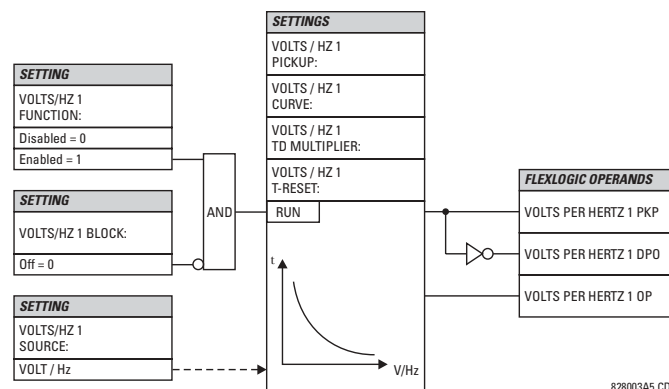 SETTING
VOLTS/HZ 1
FUNCTION:
Disabled = 0
Enabled = 1
SETTING
VOLTS/HZ 1 BLOCK:
Off = 0
SETTING
VOLTS/HZ 1
SOURCE:
VOLT / Hz
AND
SETTINGS
VOLTS / HZ 1
PICKUP:
VOLTS / HZ 1
CURVE:
VOLTS / HZ 1
TD MULTIPLIER:
VOLTS / HZ 1
T-RESET:
RUN
t
V/Hz
FLEXLOGIC OPERANDS
VOLTS PER HERTZ 1 PKP
VOLTS PER HERTZ 1 DPO
VOLTS PER HERTZ 1 OP
828003A5.CD